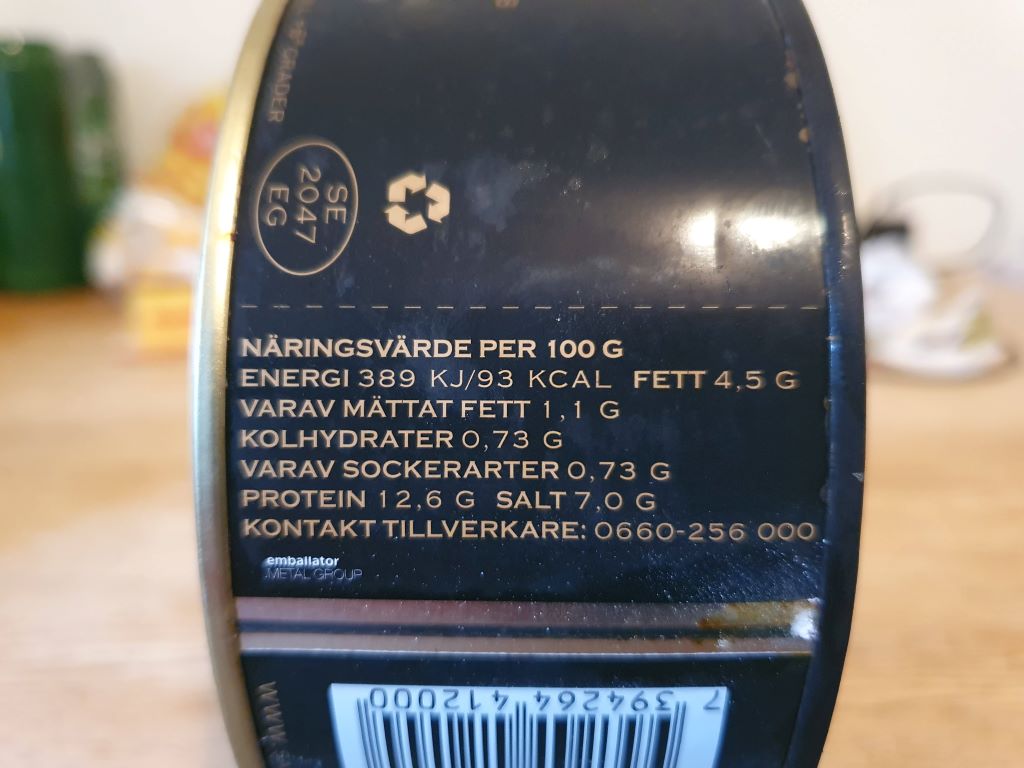 GRADER
SE
2047
EG
NÄRINGSVÄRDE PER 100 G
ENERGI 389 KJ/93 KCAL FETT 4,5 G
VARAV MÄTTAT FETT 1,1 G
KOLHYDRATER 0,73 G
VARAV SOCKERARTER 0,73 G
PROTEIN 12,6 G SALT 7,0 G
KONTAKT TILLVERKARE: 0660-256 000
emballator
METAL GROUP
7 394264 412000